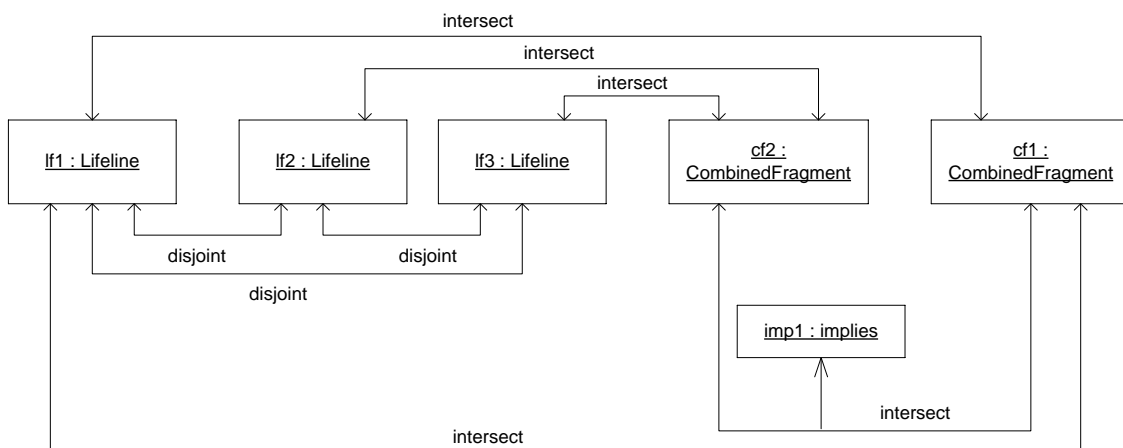 intersect
intersect
intersect
lf1 : Lifeline
lf2 : Lifeline
lf3 : Lifeline
cf2 :
CombinedFragment
cf1 :
CombinedFragment
disjoint
disjoint
disjoint
imp1 : implies
intersect
intersect